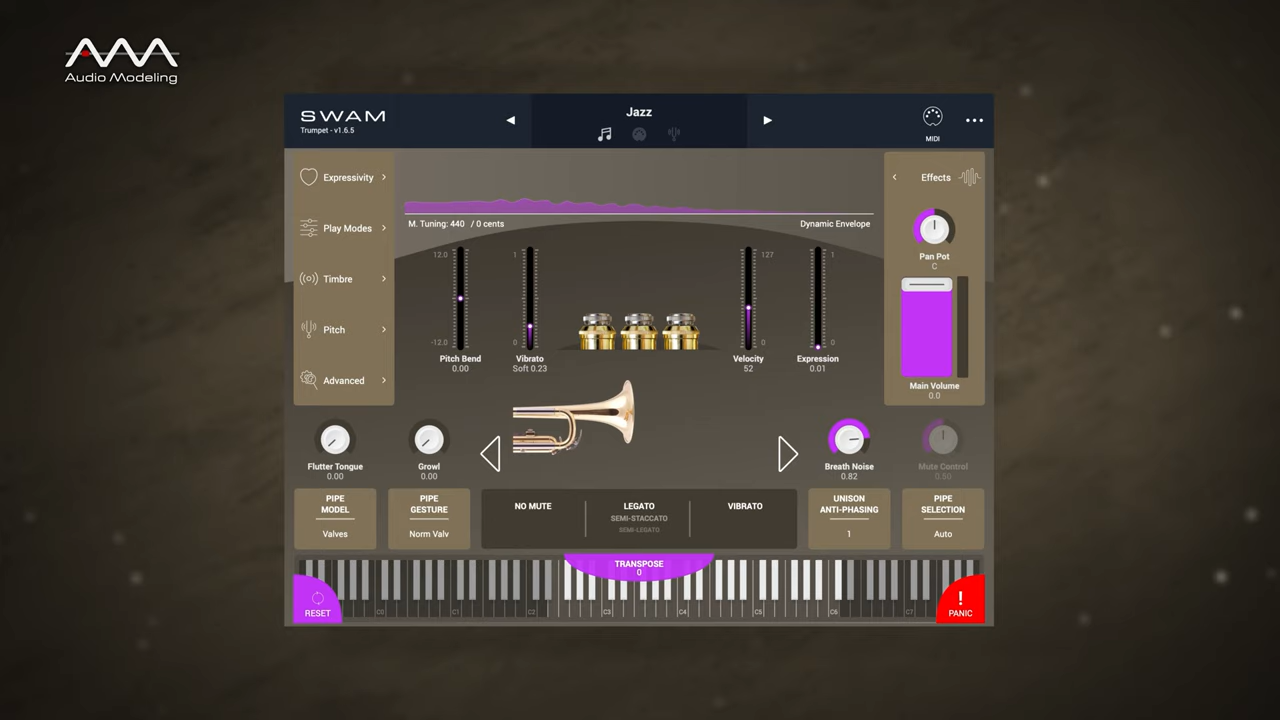 Audio Modeling
SWAM
Trumpet - v1.6.5
Jazz
MIDI
Expressivity
Play Modes
Timbre
Pitch
Advanced
M. Tuning: 440 / 0 cents
Dynamic Envelope
Effects
Pan Pot
C
12.0
-12.0
Pitch Bend
0.00
1
0
Vibrato
Soft 0.23
127
0
Velocity
52
1
0
Expression
0.01
Main Volume
0.0
Flutter Tongue
0.00
Growl
0.00
Breath Noise
0.82
Mute Control
0.50
PIPE
MODEL
Valves
PIPE
GESTURE
Norm Valv
NO MUTE
LEGATO
SEMI-STACCATO
SEMI-LEGATO
VIBRATO
UNISON
ANTI-PHASING
1
PIPE
SELECTION
Auto
TRANSPOSE
0
C0
C1
C2
C3
C4
C5
C6
C7
RESET
!
PANIC